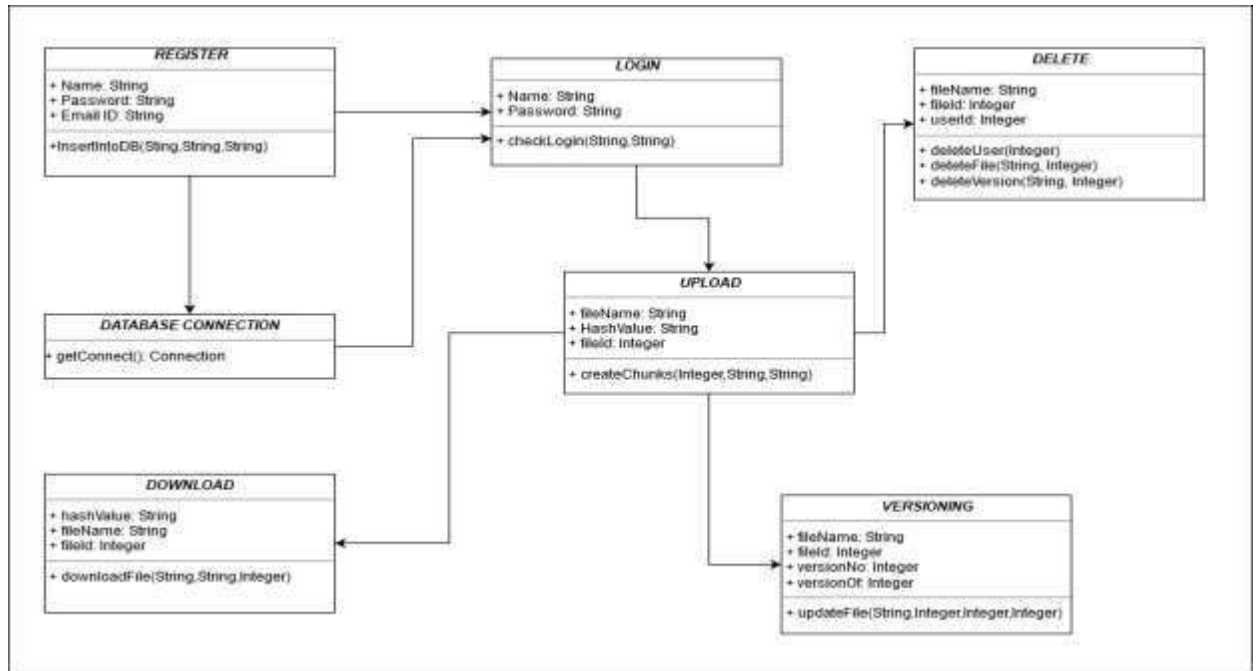 REGISTER
+ Name: String
+ Password: String
+ Email ID: String
+InsertIntoDB(Sting,String,String)
LOGIN
+ Name: String
+ Password: String
+ checkLogin(String,String)
DELETE
+ fileName: String
+ fileId: Integer
+ userId: Integer
+ deleteUser(Integer)
+ deleteFile(String, Integer)
+ deleteVersion(String, Integer)
DATABASE CONNECTION
+ getConnect(): Connection
UPLOAD
+ fileName: String
+ HashValue: String
+ fileId: Integer
+ createChunks(Integer,String,String)
DOWNLOAD
+ hashValue: String
+ fileName: String
+ fileId: Integer
+ downloadFile(String,String,Integer)
VERSIONING
+ fileName: String
+ fileId: Integer
+ versionNo: Integer
+ versionOf: Integer
+ updateFile(String,Integer,Integer,Integer)